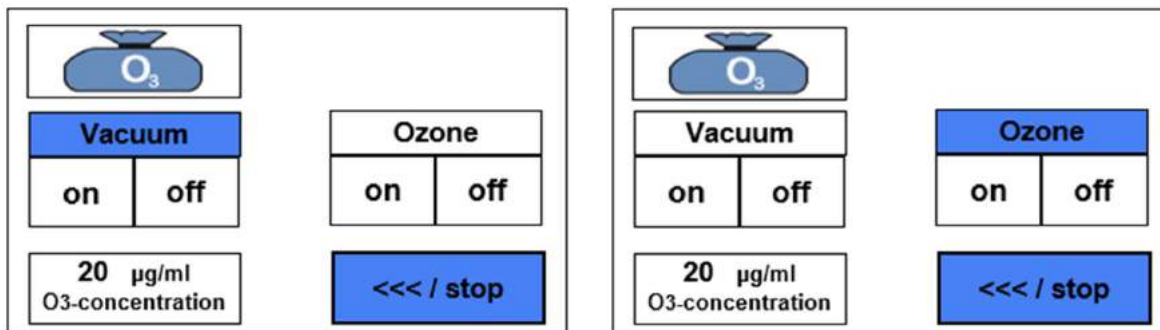 O3
Vacuum Ozone
on off on off
20 µg/ml
O3-concentration
<<< / stop
O3
Vacuum Ozone
on off on off
20 µg/ml
O3-concentration
<<< / stop